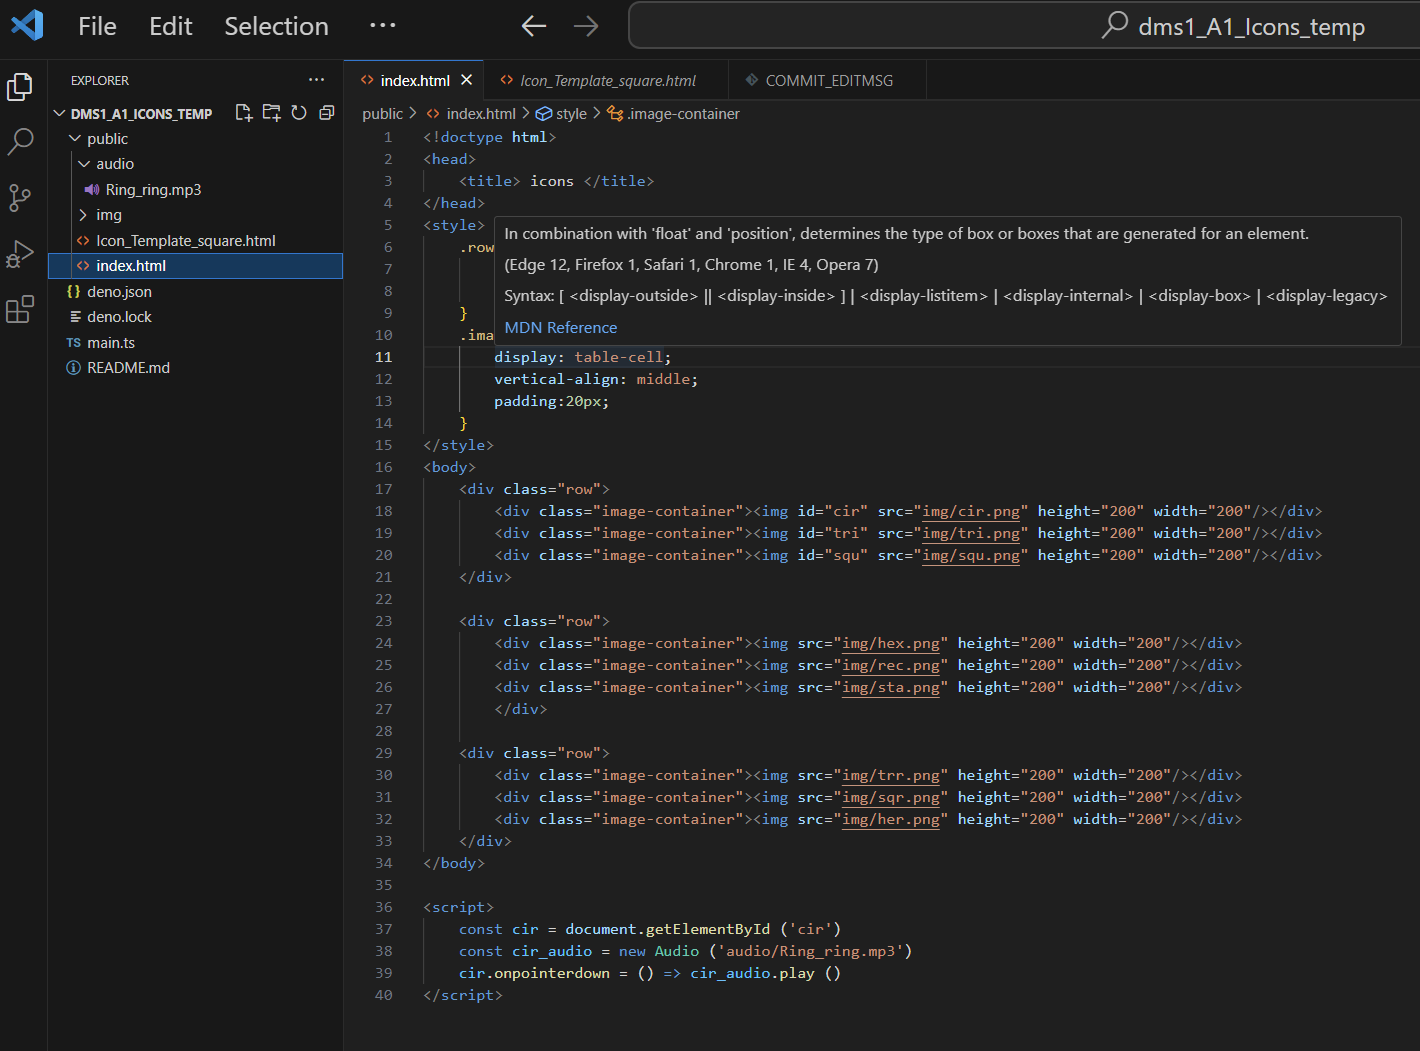 File Edit Selection ···
dms1_A1_Icons_temp
EXPLORER ···
DMS1_A1_ICONS_TEMP
public
audio
Ring_ring.mp3
img
Icon_Template_square.html
index.html
{} deno.json
deno.lock
TS main.ts
README.md
index.html Icon_Template_square.html COMMIT_EDITMSG
public > index.html > style > .image-container
1 <!doctype html>
2 <head>
3 <title> icons </title>
4 </head>
5 <style>
6 .row
7
8
9 }
10 .ima
In combination with 'float' and 'position', determines the type of box or boxes that are generated for an element.
(Edge 12, Firefox 1, Safari 1, Chrome 1, IE 4, Opera 7)
Syntax: [ <display-outside> || <display-inside> ] | <display-listitem> | <display-internal> | <display-box> | <display-legacy>
MDN Reference
11 display: table-cell;
12 vertical-align: middle;
13 padding:20px;
14 }
15 </style>
16 <body>
17 <div class="row">
18 <div class="image-container"><img id="cir" src="img/cir.png" height="200" width="200"/></div>
19 <div class="image-container"><img id="tri" src="img/tri.png" height="200" width="200"/></div>
20 <div class="image-container"><img id="squ" src="img/squ.png" height="200" width="200"/></div>
21 </div>
22
23 <div class="row">
24 <div class="image-container"><img src="img/hex.png" height="200" width="200"/></div>
25 <div class="image-container"><img src="img/rec.png" height="200" width="200"/></div>
26 <div class="image-container"><img src="img/sta.png" height="200" width="200"/></div>
27 </div>
28
29 <div class="row">
30 <div class="image-container"><img src="img/trr.png" height="200" width="200"/></div>
31 <div class="image-container"><img src="img/sqr.png" height="200" width="200"/></div>
32 <div class="image-container"><img src="img/her.png" height="200" width="200"/></div>
33 </div>
34 </body>
35
36 <script>
37 const cir = document.getElementById ('cir')
38 const cir_audio = new Audio ('audio/Ring_ring.mp3')
39 cir.onpointerdown = () => cir_audio.play ()
40 </script>